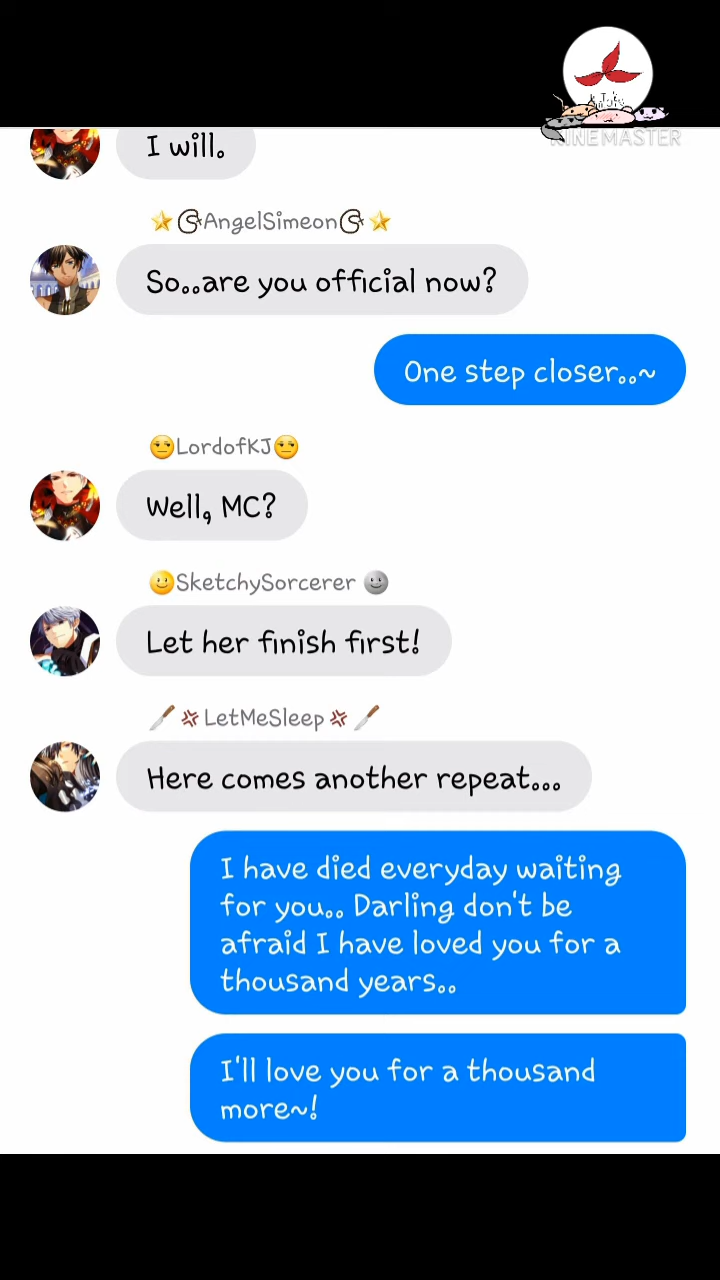 KINEMASTER
I will.
⭐AngelSimeon⭐
So..are you official now?
One step closer..~
😒LordofKJ😒
Well, MC?
🌝SketchySorcerer 🌚
Let her finish first!
🔪💢LetMeSleep💢🔪
Here comes another repeat...
I have died everyday waiting
for you.. Darling don't be
afraid I have loved you for a
thousand years..
I'll love you for a thousand
more~!